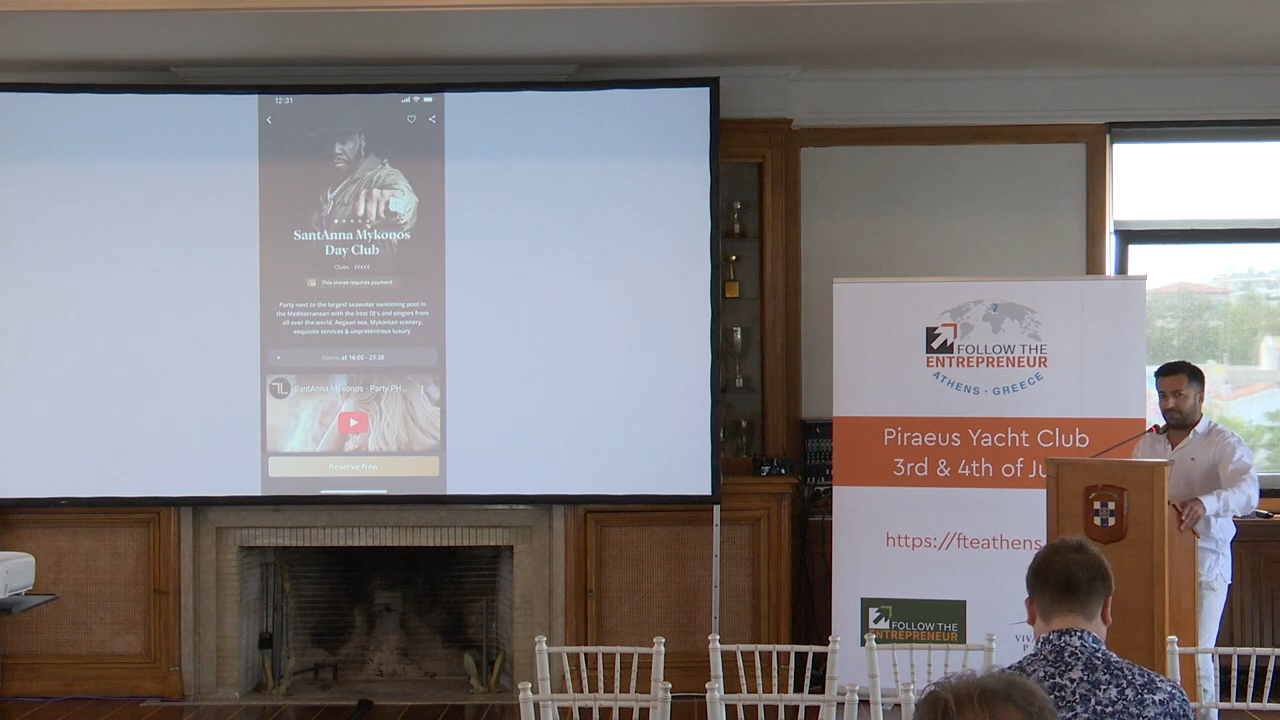 12:31
SantAnna Mykonos
Day Club
Clubs · €€€€€
This stores requires payment
Party next to the largest seawater swimming pool in
the Mediterranean with the best DJ's and singers from
all over the world. Aegean sea, Mykonian scenery,
exquisite services & unpretentious luxury.
Opens at 16:00 - 23:30
SantAnna Mykonos - Party PH...
Reserve Now
FOLLOW THE
ENTREPRENEUR
ATHENS · GREECE
Piraeus Yacht Club
3rd & 4th of Ju
https://fteathens
FOLLOW THE
ENTREPRENEUR